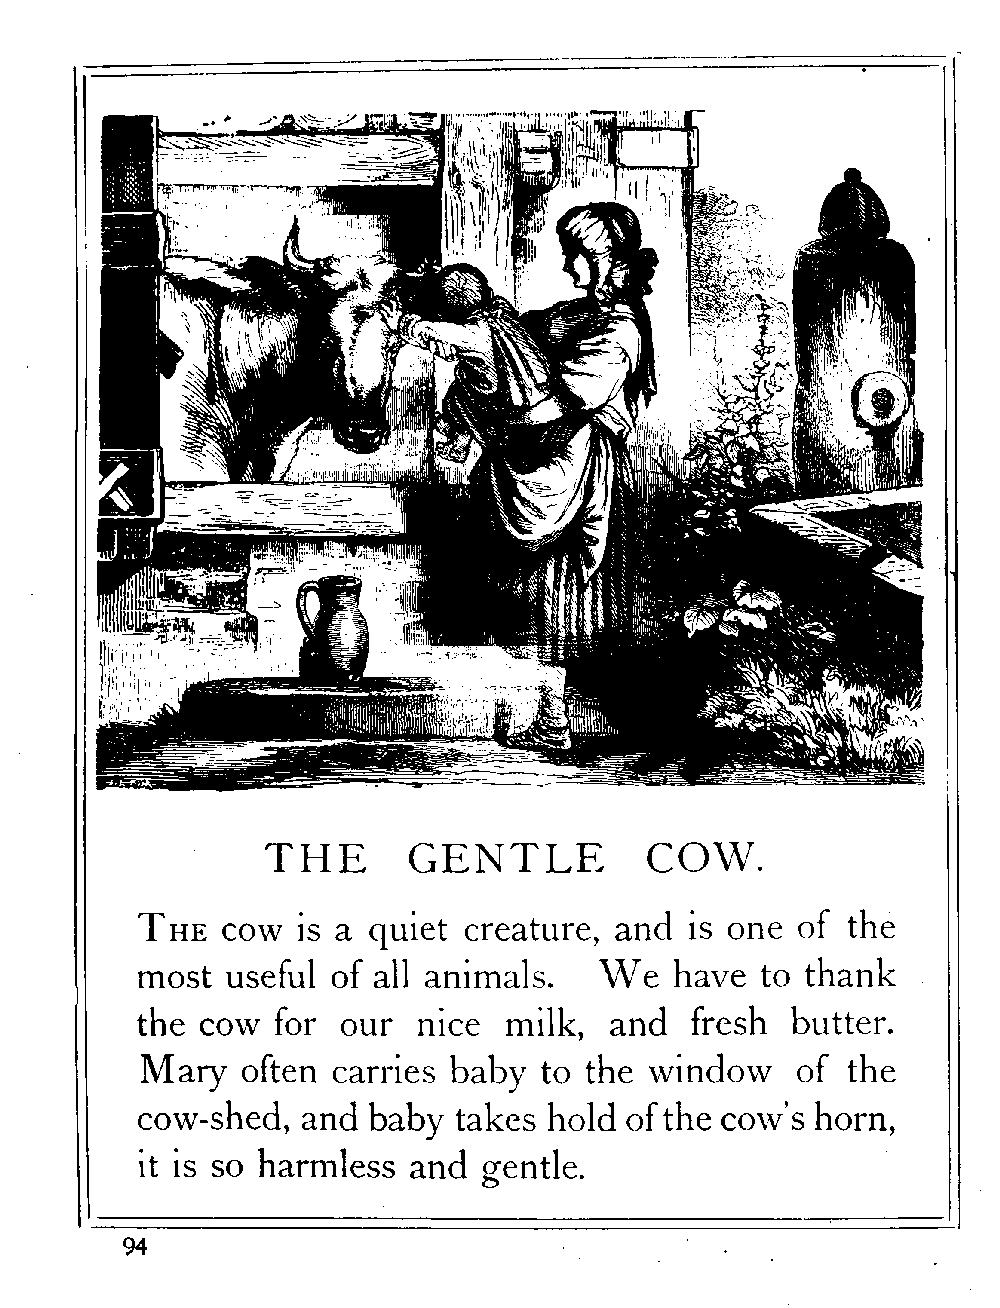 THE GENTLE COW.
THE cow is a quiet creature, and is one of the
most useful of all animals. We have to thank
the cow for our nice milk, and fresh butter.
Mary often carries baby to the window of the
cow-shed, and baby takes hold of the cow's horn,
it is so harmless and gentle.
94